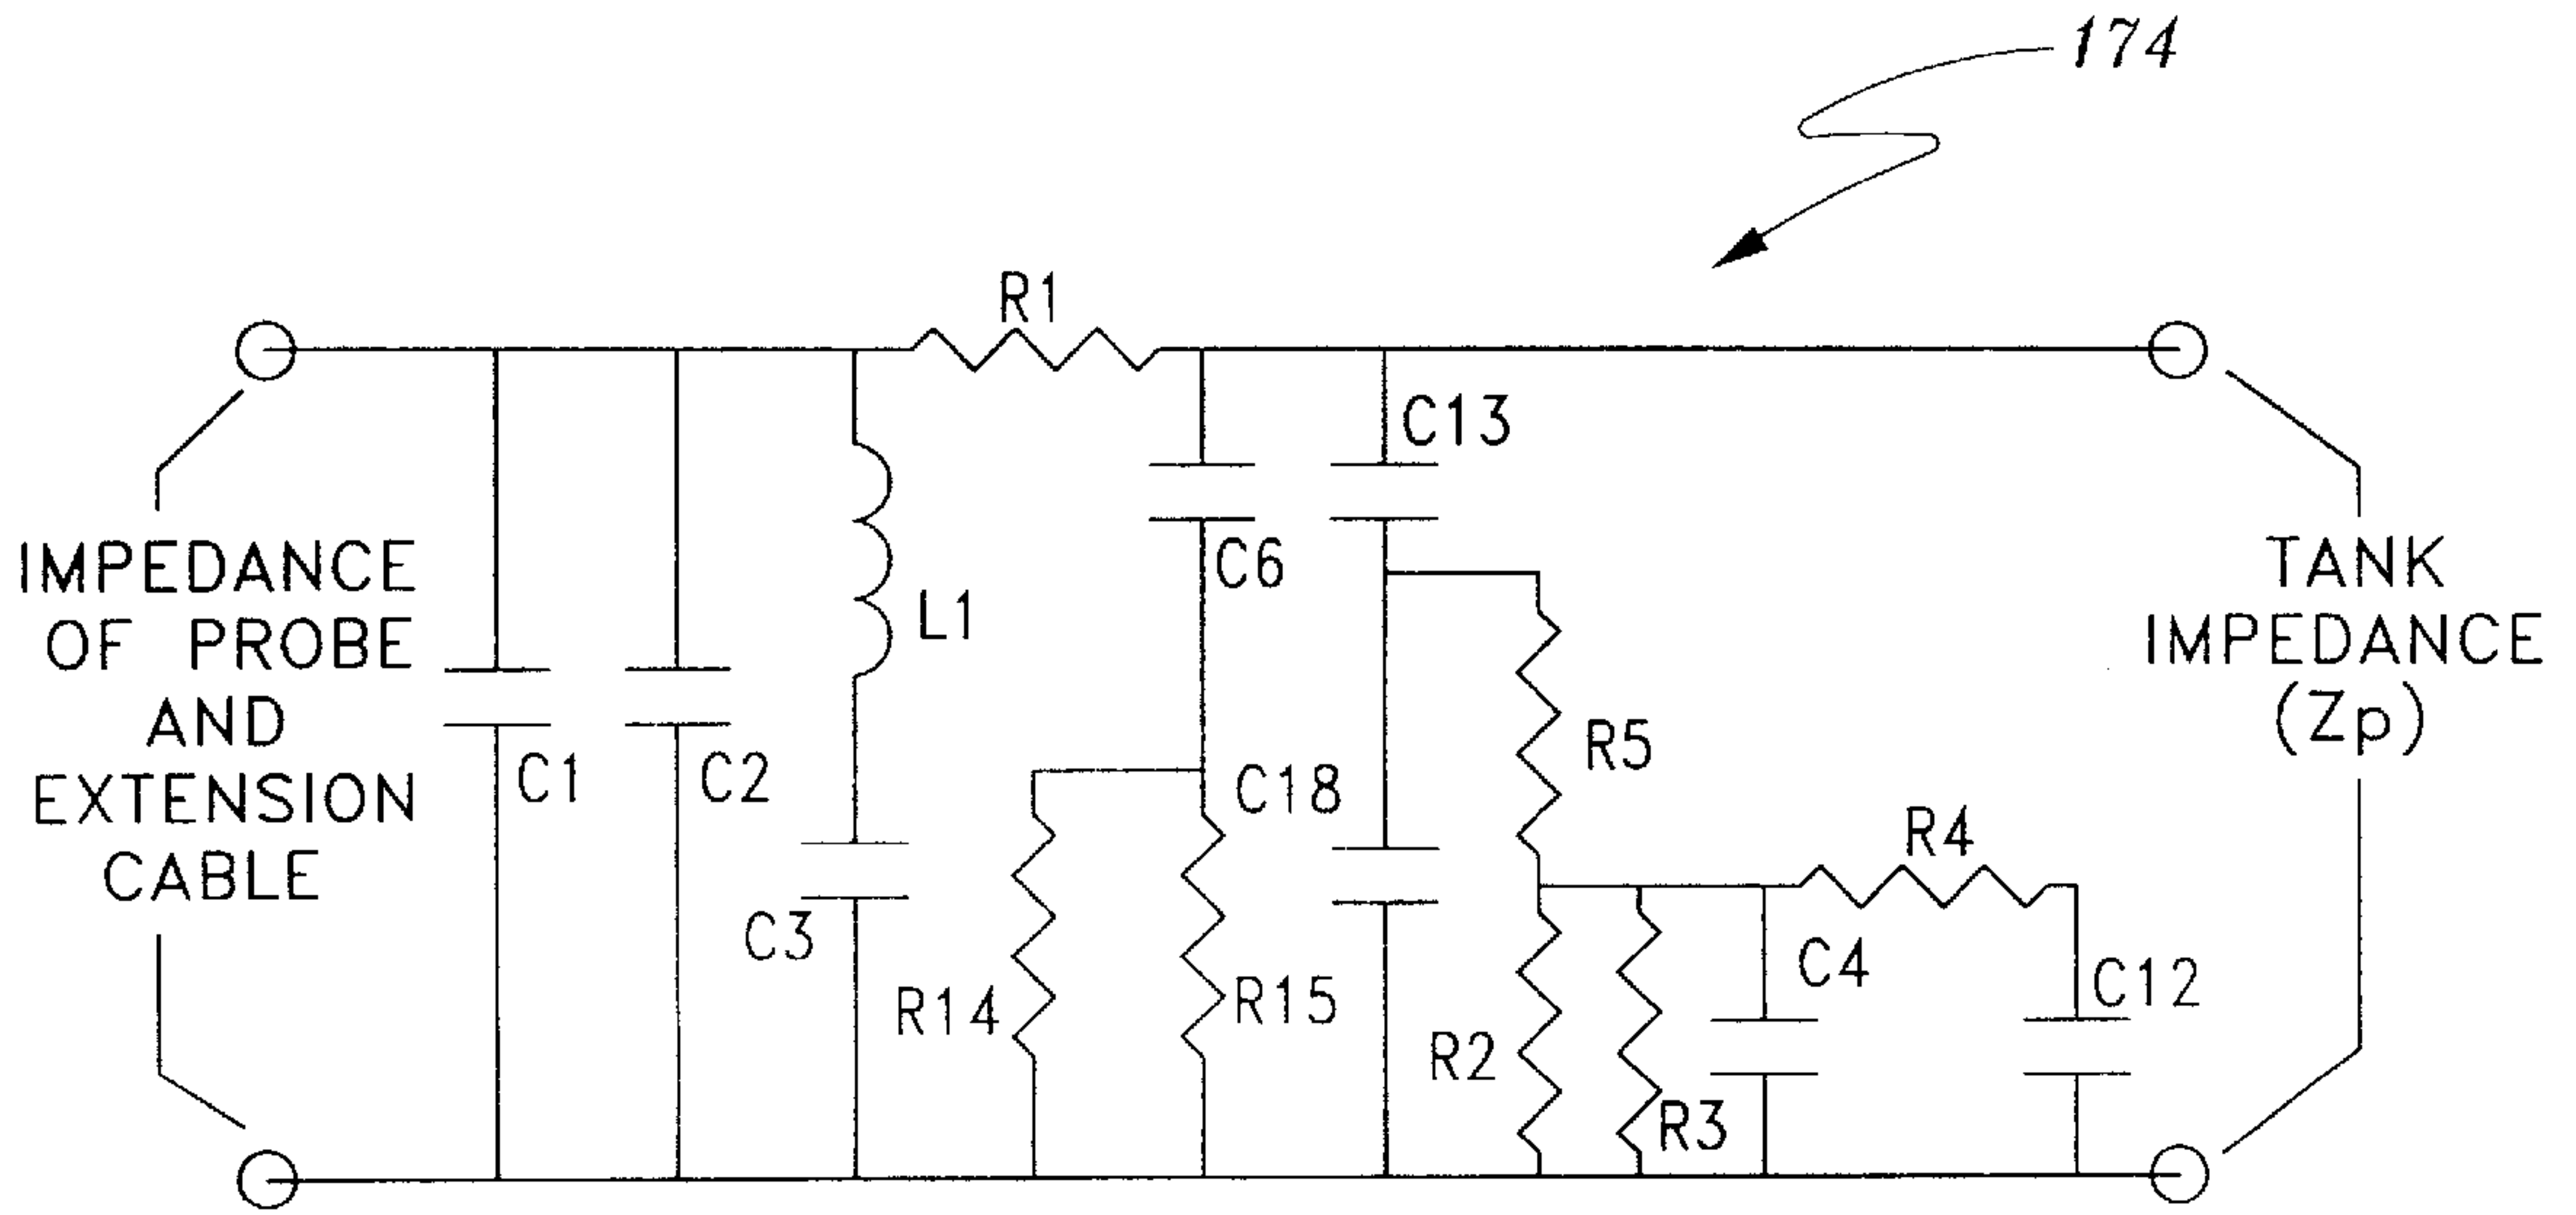 174
R1
C13
C6
IMPEDANCE
OF PROBE
AND
EXTENSION
CABLE
L1
TANK
IMPEDANCE
(Zp)
R5
C1
C2
C18
R4
C3
C4
C12
R14
R15
R2
R3